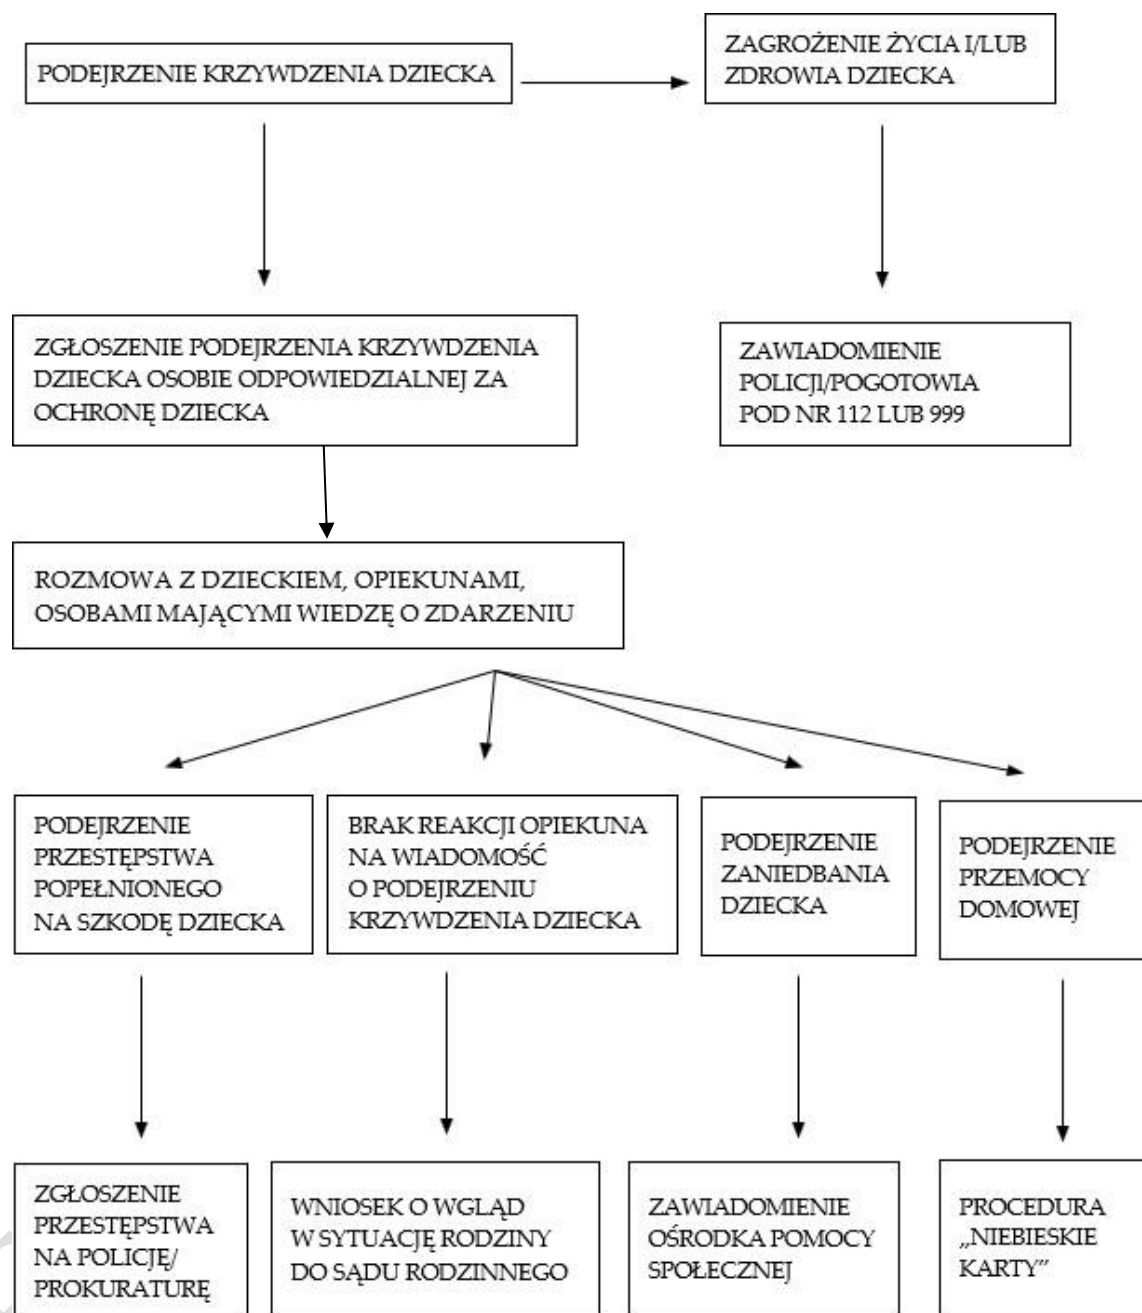 PODEJRZENIE KRZYWDZENIA DZIECKA
ZAGROŻENIE ŻYCIA I/LUB
ZDROWIA DZIECKA
ZGŁOSZENIE PODEJRZENIA KRZYWDZENIA
DZIECKA OSOBIE ODPOWIEDZIALNEJ ZA
OCHRONĘ DZIECKA
ZAWIADOMIENIE
POLICJI/POGOTOWIA
POD NR 112 LUB 999
ROZMOWA Z DZIECKIEM, OPIEKUNAMI,
OSOBAMI MAJĄCYMI WIEDZĘ O ZDARZENIU
PODEJRZENIE
PRZESTĘPSTWA
POPEŁNIONEGO
NA SZKODĘ DZIECKA
BRAK REAKCJI OPIEKUNA
NA WIADOMOŚĆ
O PODEJRZENIU
KRZYWDZENIA DZIECKA
PODEJRZENIE
ZANIEDBANIA
DZIECKA
PODEJRZENIE
PRZEMOCY
DOMOWEJ
ZGŁOSZENIE
PRZESTĘPSTWA
NA POLICJĘ/
PROKURATURĘ
WNIOSEK O WGLĄD
W SYTUACJĘ RODZINY
DO SĄDU RODZINNEGO
ZAWIADOMIENIE
OŚRODKA POMOCY
SPOŁECZNEJ
PROCEDURA
„NIEBIESKIE
KARTY”